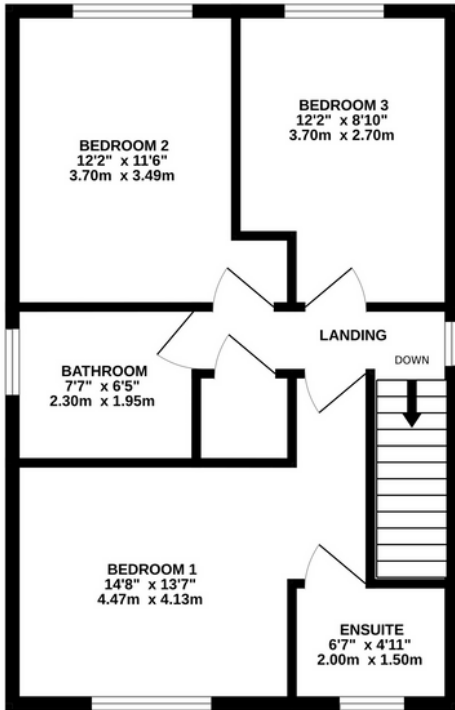 BEDROOM 2
12'2" x 11'6"
3.70m x 3.49m
BEDROOM 3
12'2" x 8'10"
3.70m x 2.70m
LANDING
DOWN
BATHROOM
7'7" x 6'5"
2.30m x 1.95m
BEDROOM 1
14'8" x 13'7"
4.47m x 4.13m
ENSUITE
6'7" x 4'11"
2.00m x 1.50m